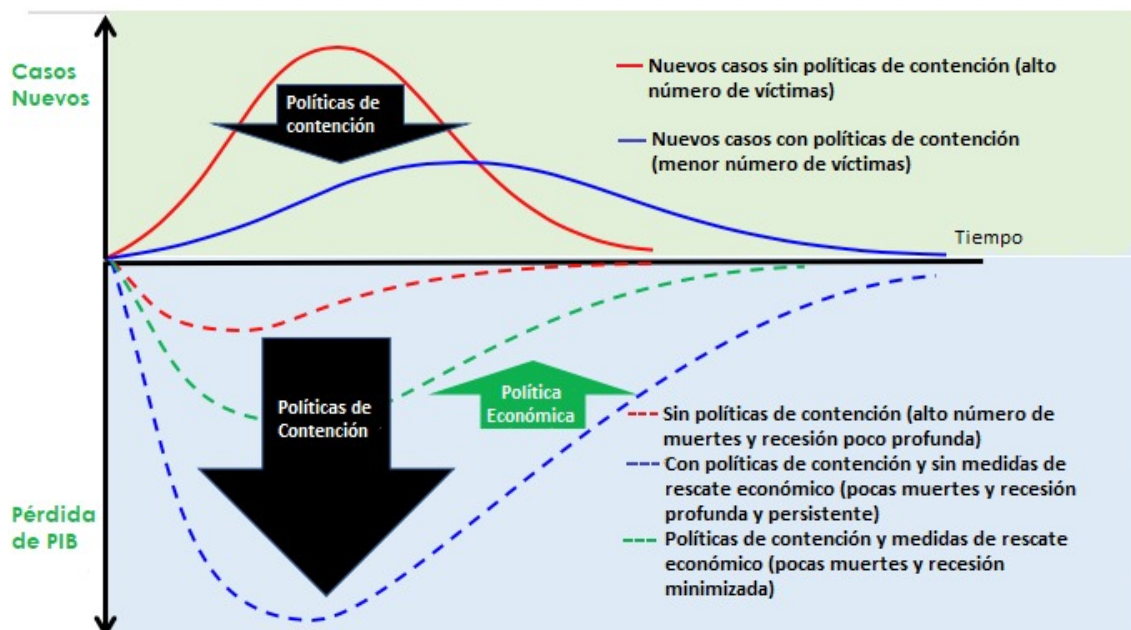 Casos
Nuevos
Políticas de
contención
Nuevos casos sin políticas de contención (alto
número de víctimas)
Nuevos casos con políticas de contención
(menor número de víctimas)
Tiempo
Políticas de
Contención
Política
Económica
Sin políticas de contención (alto número de
muertes y recesión poco profunda)
Con políticas de contención y sin medidas de
rescate económico (pocas muertes y recesión
profunda y persistente)
Políticas de contención y medidas de rescate
económico (pocas muertes y recesión
minimizada)
Pérdida
de PIB